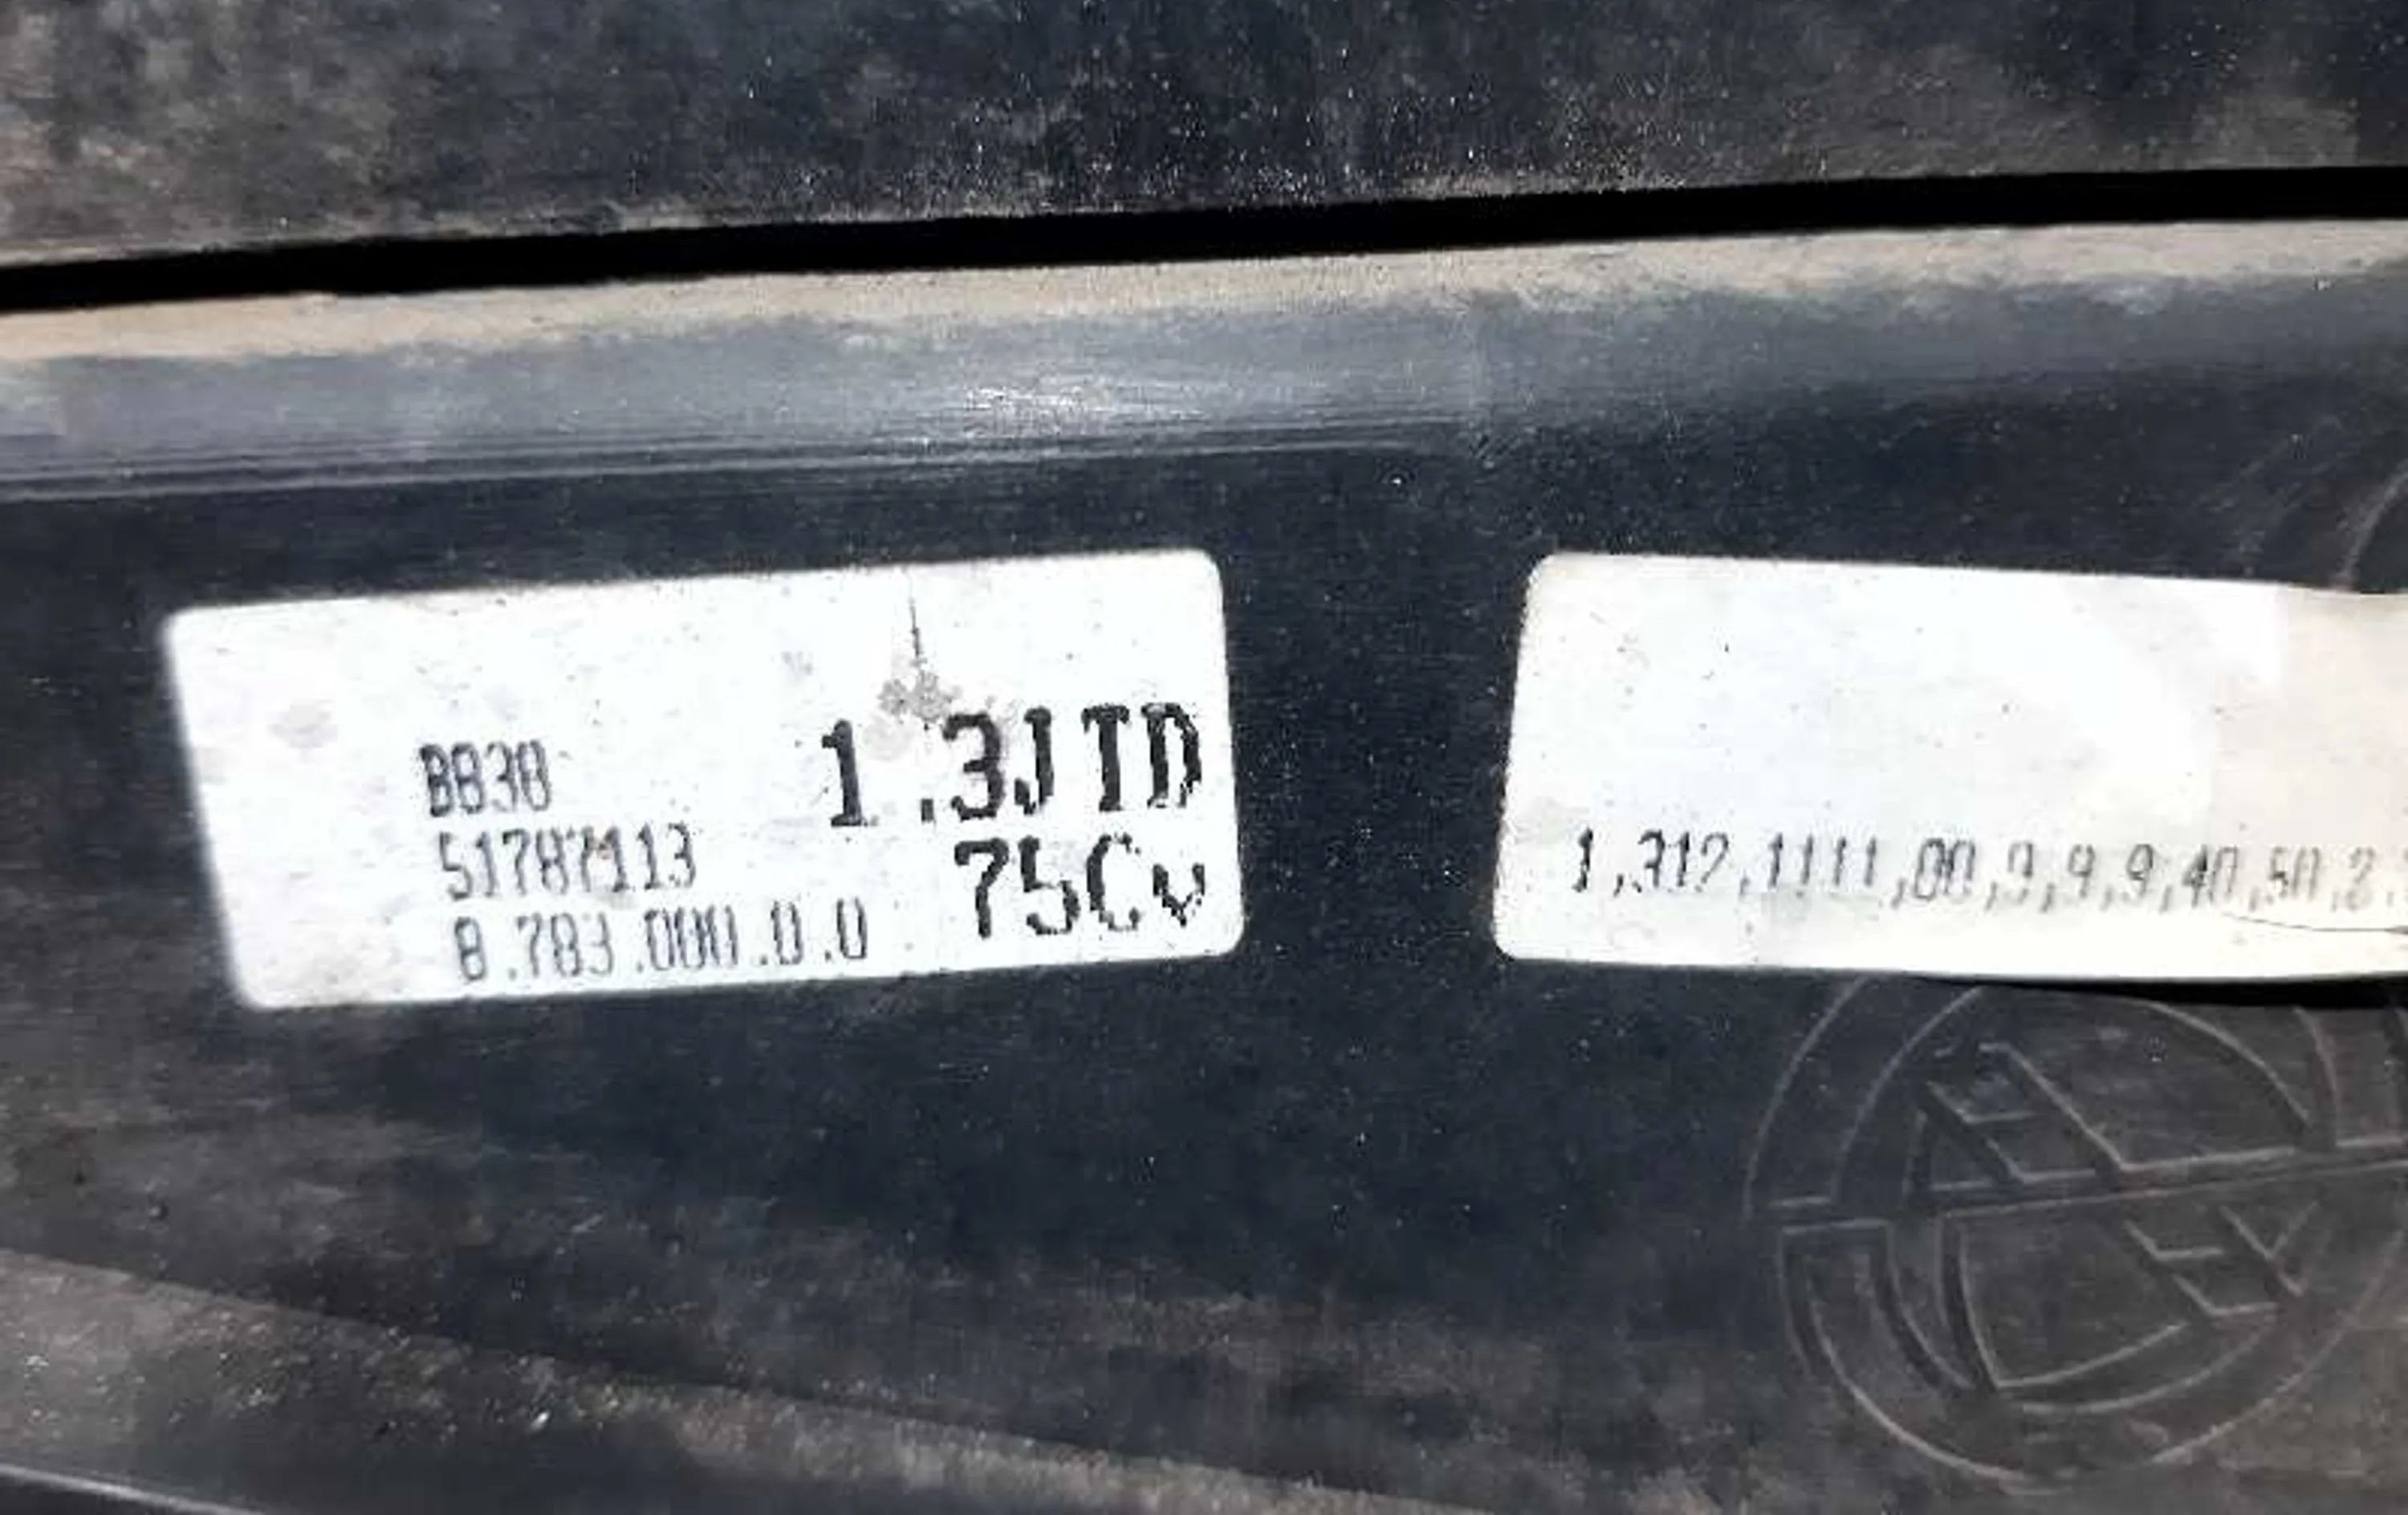 B830
51787113
8.783.000.0.0
1.3JTD
75Cv
1,312,1111,00,9,9,9,40,50,2,